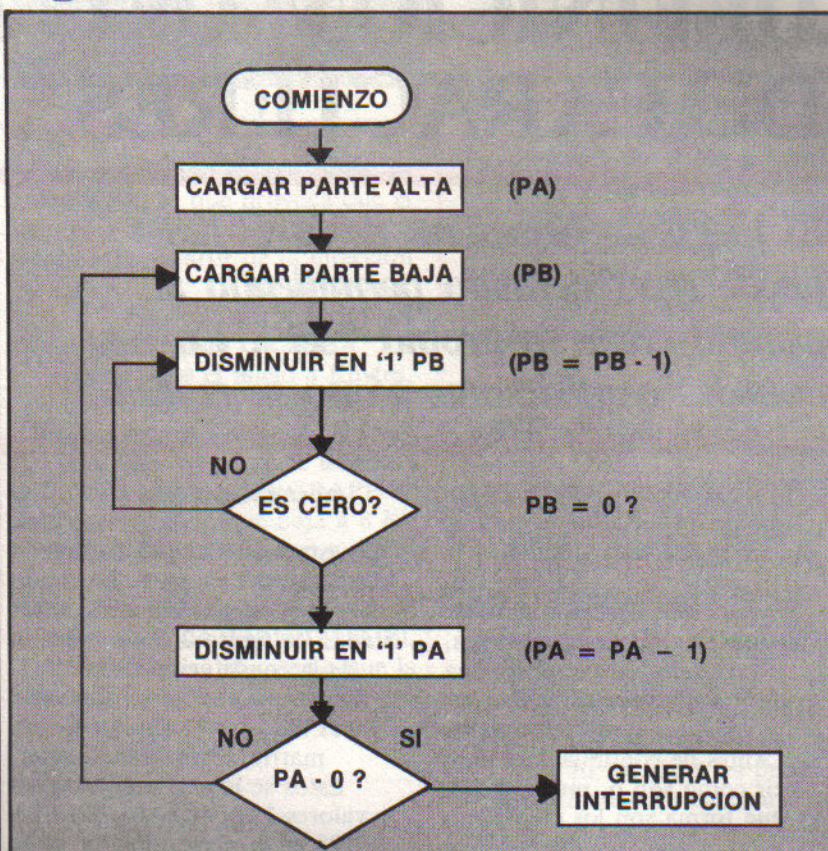 COMIENZO
CARGAR PARTE ALTA (PA)
CARGAR PARTE BAJA (PB)
DISMINUIR EN ‘1’ PB (PB = PB - 1)
NO
ES CERO? PB = 0 ?
DISMINUIR EN ‘1’ PA (PA = PA – 1)
NO SI
PA - 0 ?
GENERAR
INTERRUPCION